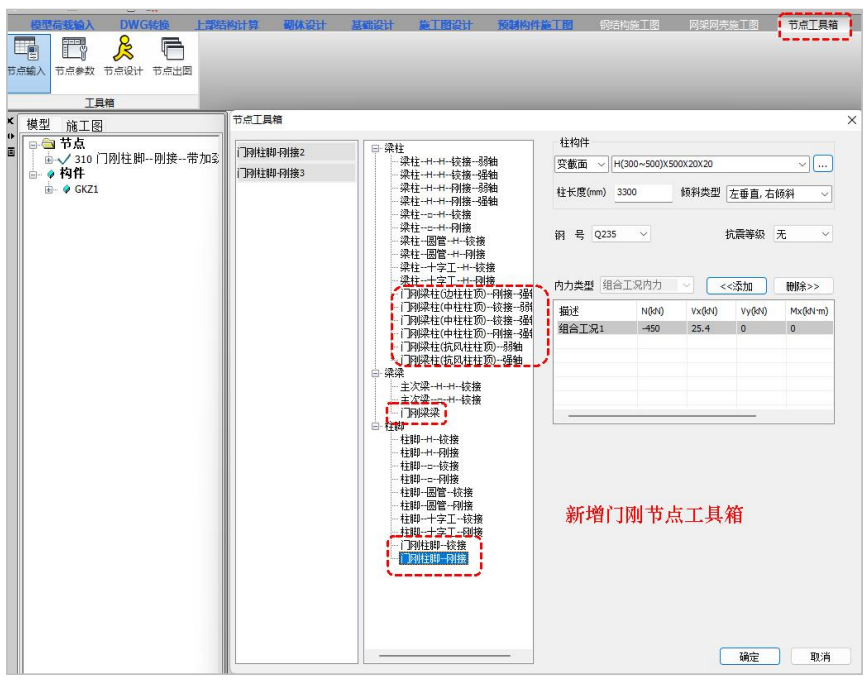 模型荷载输入 DWG转换 上部结构计算 砌体设计 基础设计 施工图设计 预制构件施工图 钢结构施工图 网架网壳施工图 节点工具箱
节点输入 节点参数 节点设计 节点出图
工具箱
模型 施工图
节点
310 门刚柱脚--刚接--带加劲
构件
GKZ1
节点工具箱
门刚柱脚-刚接2
门刚柱脚-刚接3
梁柱
梁柱--H--H--铰接--弱轴
梁柱--H--H--铰接--强轴
梁柱--H--H--刚接--弱轴
梁柱--H--H--刚接--强轴
梁柱--□--H--铰接
梁柱--□--H--刚接
梁柱--圆管--H--铰接
梁柱--圆管--H--刚接
梁柱--十字工--H--铰接
梁柱--十字工--H--刚接
门刚梁柱(边柱柱顶)--刚接--强
门刚梁柱(中柱柱顶)--铰接--弱
门刚梁柱(中柱柱顶)--铰接--强
门刚梁柱(中柱柱顶)--刚接--强
门刚梁柱(抗风柱柱顶)--弱轴
门刚梁柱(抗风柱柱顶)--强轴
梁梁
主次梁--H--H--铰接
主次梁--□--H--铰接
门刚梁梁
柱脚
柱脚--H--铰接
柱脚--H--刚接
柱脚--□--铰接
柱脚--□--刚接
柱脚--圆管--铰接
柱脚--圆管--刚接
柱脚--十字工--铰接
柱脚--十字工--刚接
门刚柱脚--铰接
门刚柱脚--刚接
柱构件
变截面 H(300~500)X500X20X20 ...
柱长度(mm) 3300 倾斜类型 左垂直,右倾斜
钢 号 Q235 抗震等级 无
内力类型 组合工况内力 <<添加 删除>>
描述 N(kN) Vx(kN) Vy(kN) Mx(kN·m)
组合工况1 -450 25.4 0 0
新增门刚节点工具箱
确定 取消